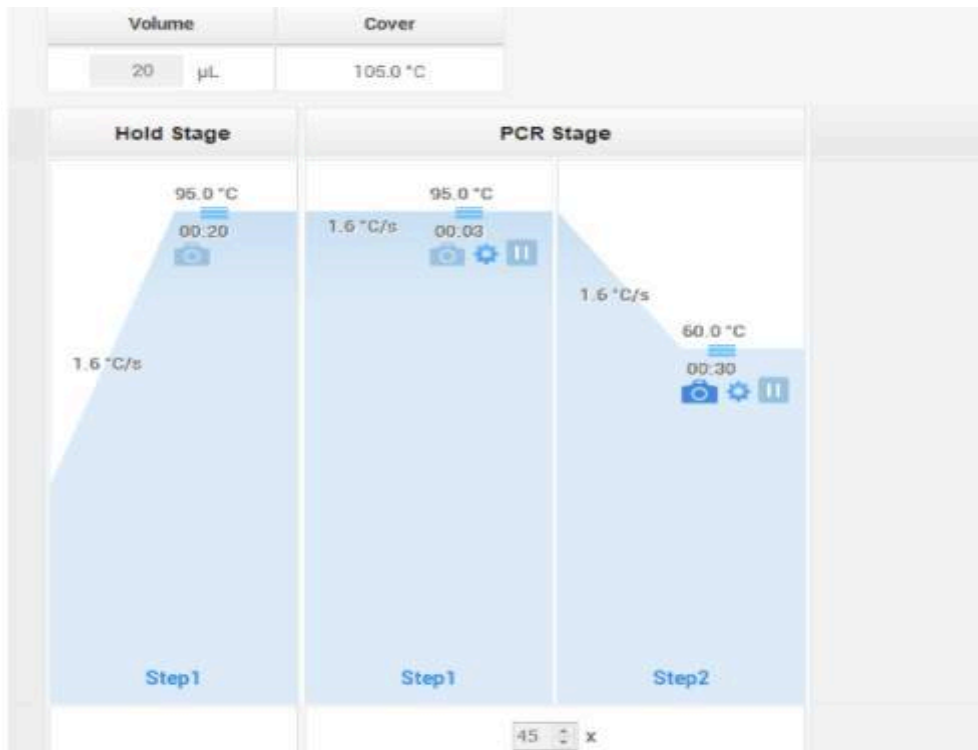 Volume Cover
20 µL 105.0 °C
Hold Stage PCR Stage
95.0 °C 95.0 °C
00:20 1.6 °C/s 00:03
1.6 °C/s
60.0 °C
1.6 °C/s 00:30
Step1 Step1 Step2
45 x